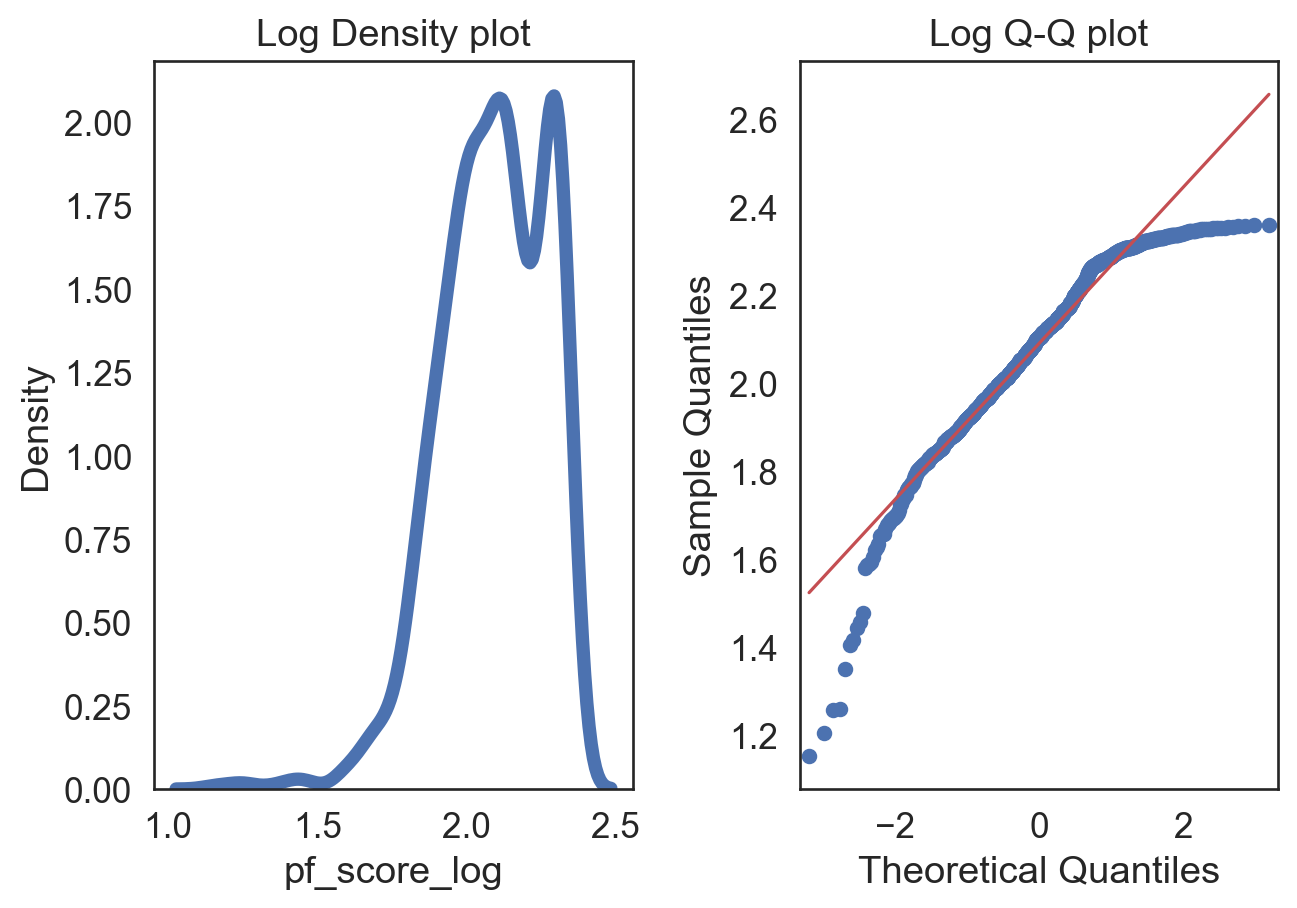 Log Density plot
2.00
1.75
1.50
1.25
1.00
0.75
0.50
0.25
0.00
Density
1.0 1.5 2.0 2.5
pf_score_log
Log Q-Q plot
2.6
2.4
2.2
2.0
1.8
1.6
1.4
1.2
Sample Quantiles
−2 0 2
Theoretical Quantiles